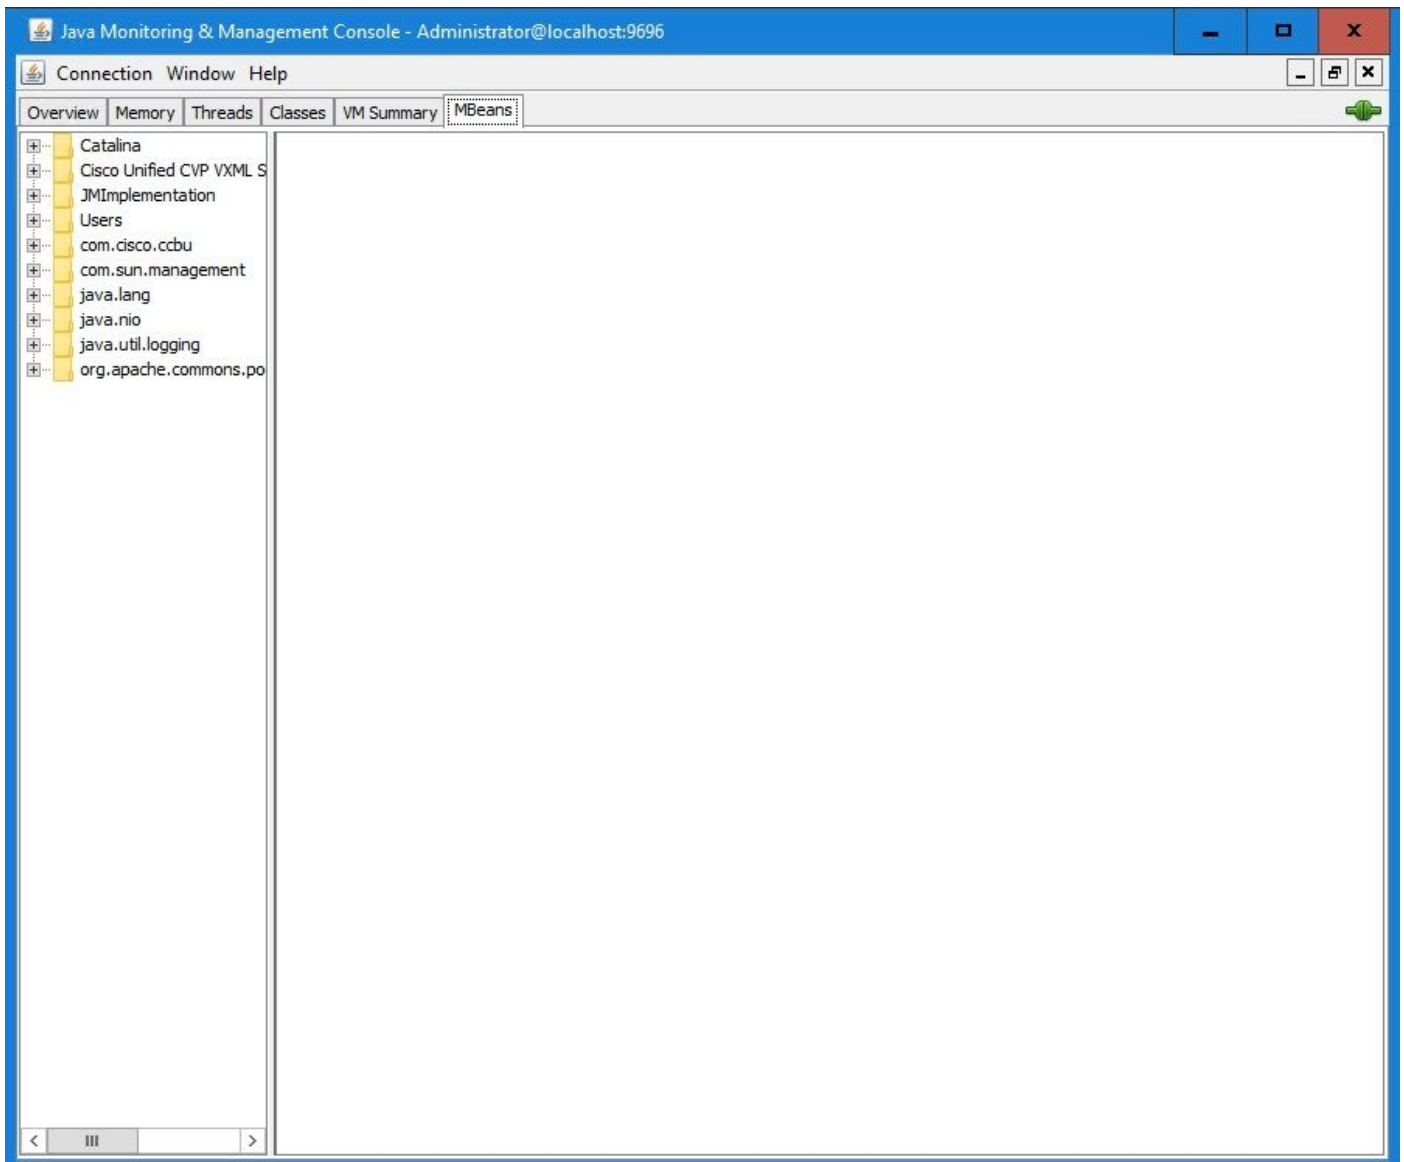 Java Monitoring & Management Console - Administrator@localhost:9696
Connection Window Help
Overview Memory Threads Classes VM Summary MBeans
Catalina
Cisco Unified CVP VXML S
JMImplementation
Users
com.cisco.ccbu
com.sun.management
java.lang
java.nio
java.util.logging
org.apache.commons.po